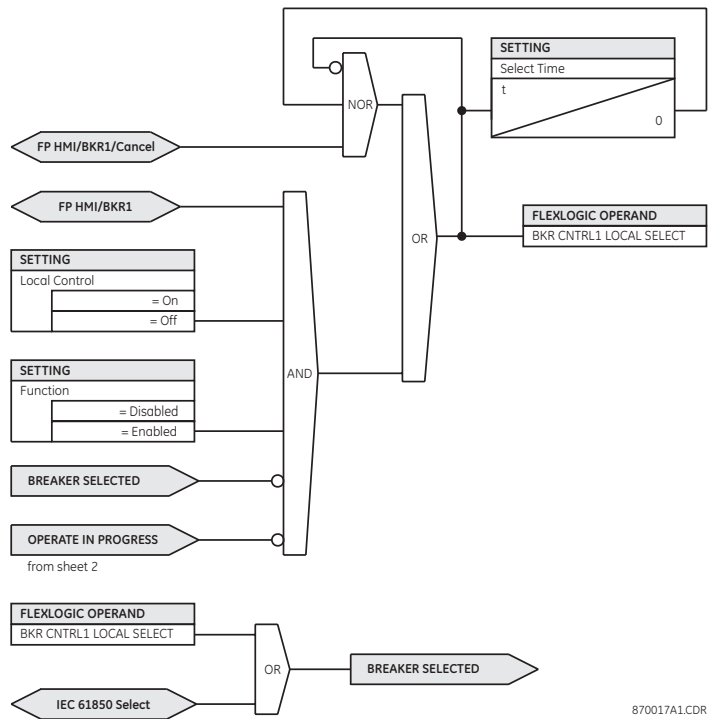 SETTING
Select Time
t
0
NOR
FP HMI/BKR1/Cancel
FP HMI/BKR1
FLEXLOGIC OPERAND
BKR CNTRL1 LOCAL SELECT
OR
SETTING
Local Control
= On
= Off
SETTING
Function
= Disabled
= Enabled
AND
BREAKER SELECTED
OPERATE IN PROGRESS
from sheet 2
FLEXLOGIC OPERAND
BKR CNTRL1 LOCAL SELECT
OR
BREAKER SELECTED
IEC 61850 Select
870017A1.CDR